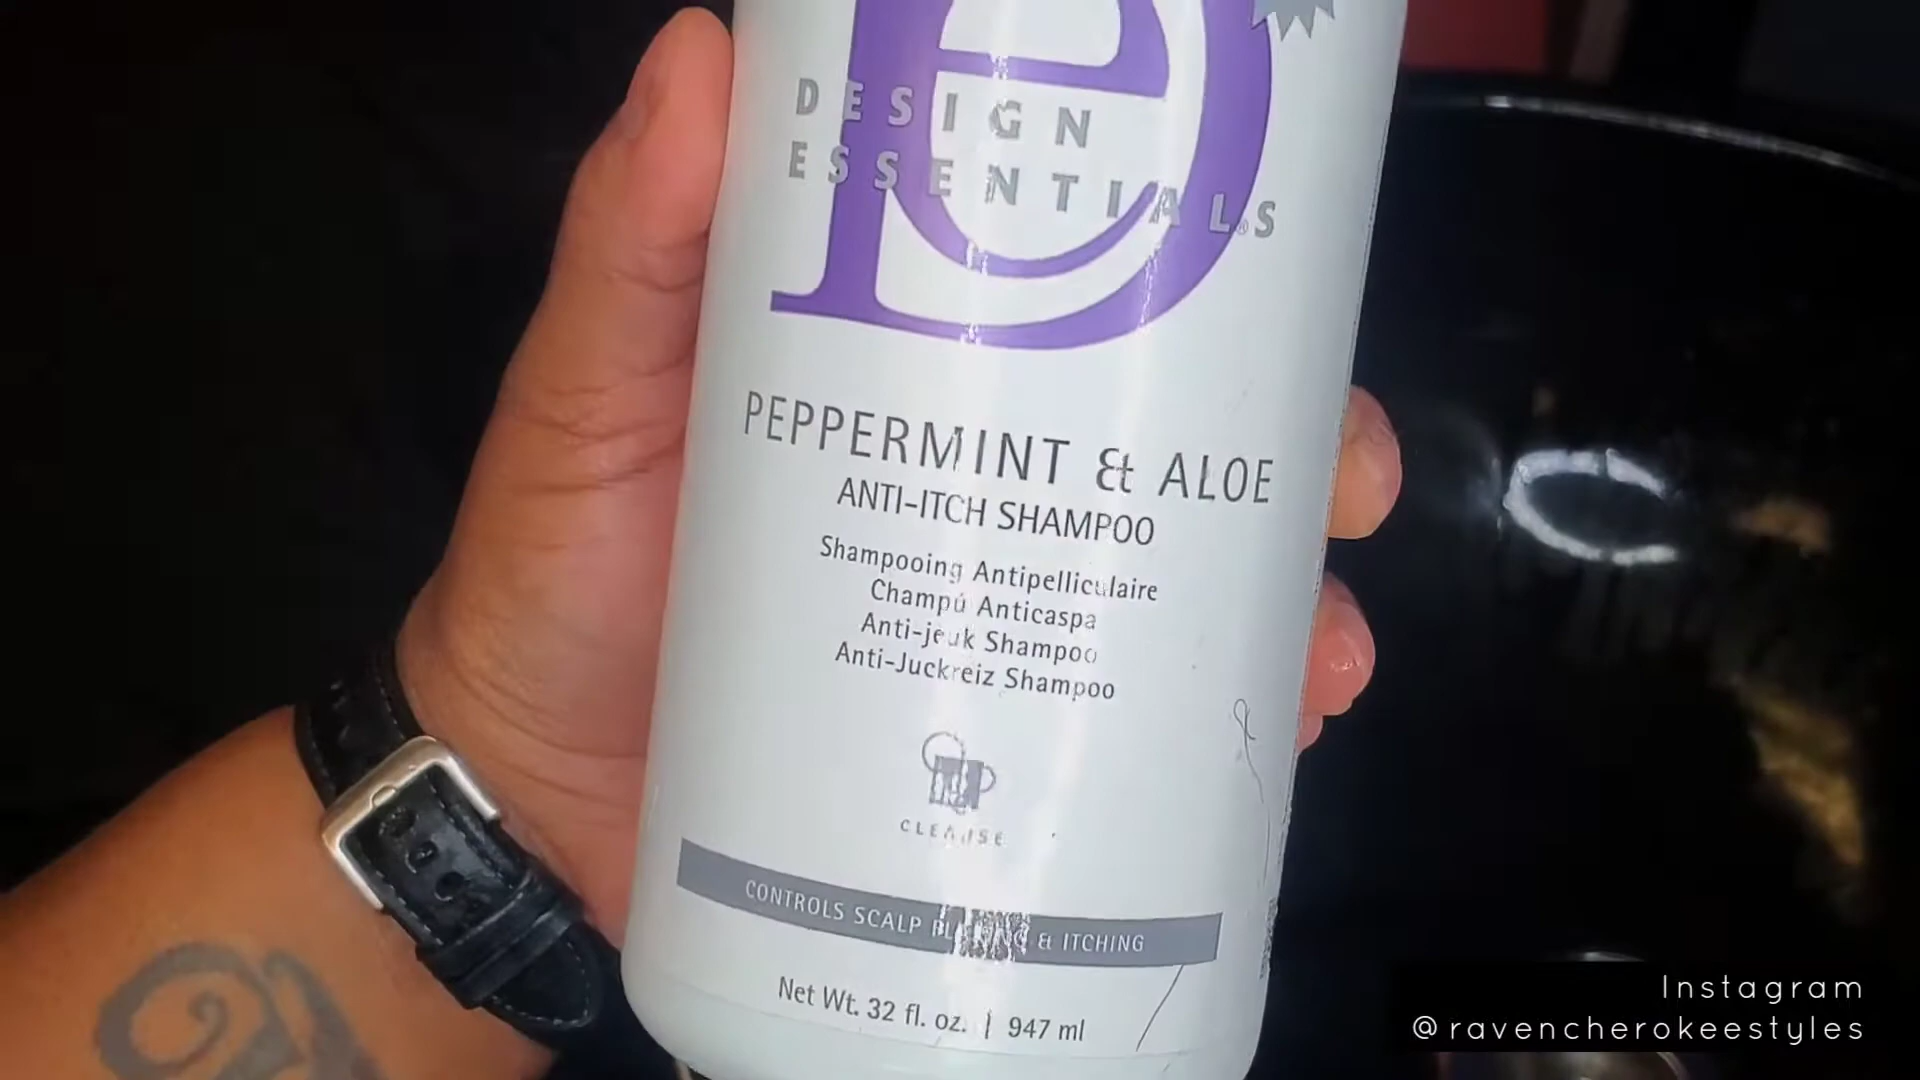 DESIGN
ESSENTIALS®
PEPPERMINT & ALOE
ANTI-ITCH SHAMPOO
Shampooing Antipelliculaire
Champú Anticaspa
Anti-jeuk Shampoo
Anti-Juckreiz Shampoo
CLEANSE
CONTROLS SCALP & ITCHING
Net Wt. 32 fl. oz. | 947 ml
Instagram
@ravencherokeestyles